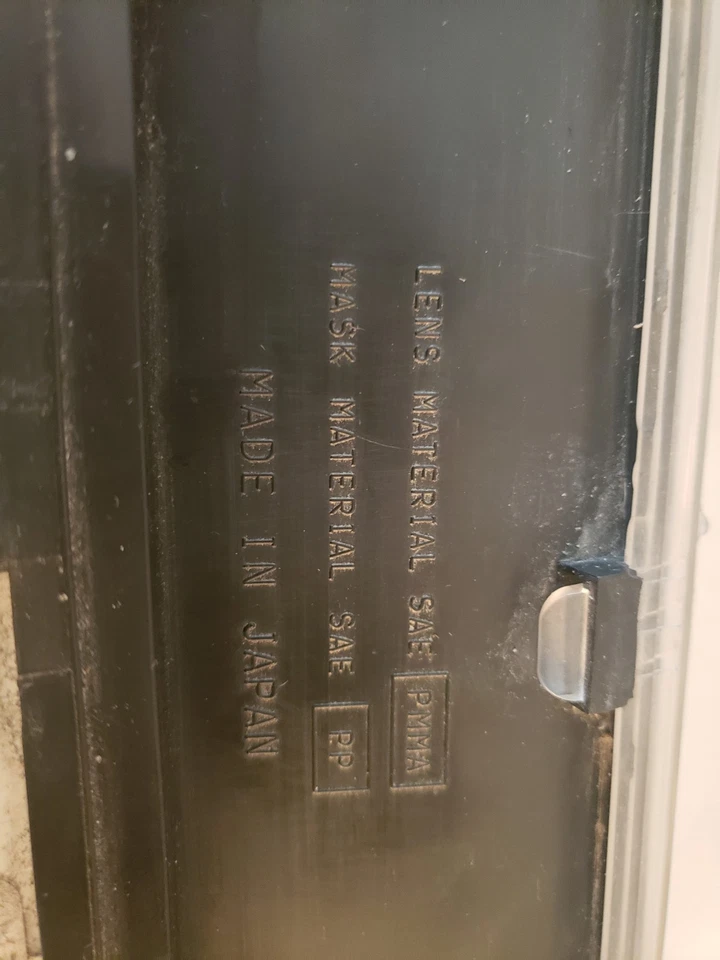 LENS MATERIAL SAE PMMA
MASK MATERIAL SAE PP
MADE IN JAPAN